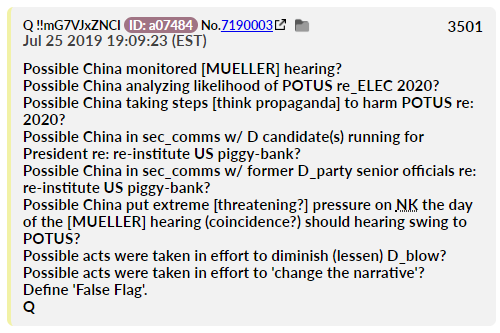 Q !!mG7VJxZNCI ID: a07484 No.7190003 3501
Jul 25 2019 19:09:23 (EST)
Possible China monitored [MUELLER] hearing?
Possible China analyzing likelihood of POTUS re_ELEC 2020?
Possible China taking steps [think propaganda] to harm POTUS re:
2020?
Possible China in sec_comms w/ D candidate(s) running for
President re: re-institute US piggy-bank?
Possible China in sec_comms w/ former D_party senior officials re:
re-institute US piggy-bank?
Possible China put extreme [threatening?] pressure on NK the day
of the [MUELLER] hearing (coincidence?) should hearing swing to
POTUS?
Possible acts were taken in effort to diminish (lessen) D_blow?
Possible acts were taken in effort to 'change the narrative'?
Define 'False Flag'.
Q